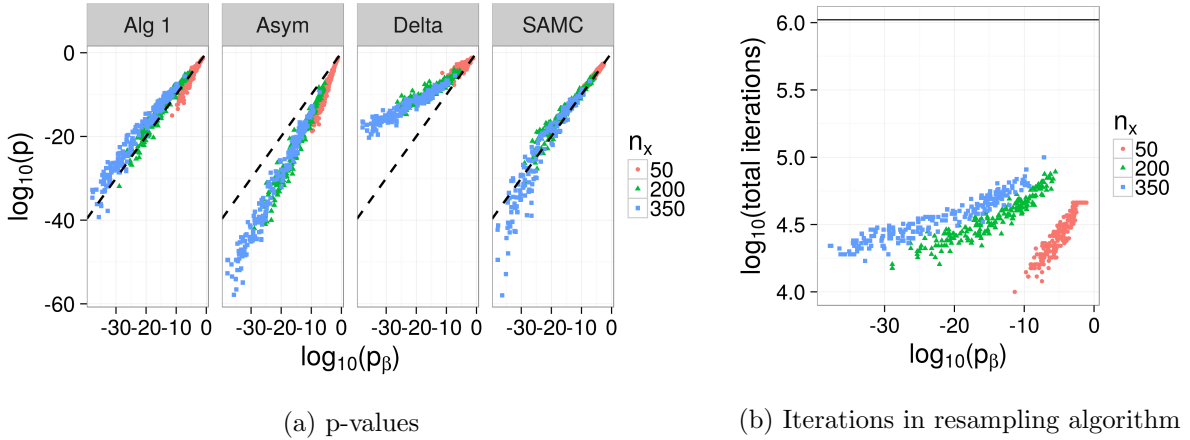 Alg 1 Asym Delta SAMC
0
-20
-40
-60
log10(p)
-30 -20 -10 0 -30 -20 -10 0 -30 -20 -10 0 -30 -20 -10 0
log10(pβ)
nx
50
200
350
(a) p-values
6.0
5.5
5.0
4.5
4.0
log10(total iterations)
-30 -20 -10 0
log10(pβ)
nx
50
200
350
(b) Iterations in resampling algorithm